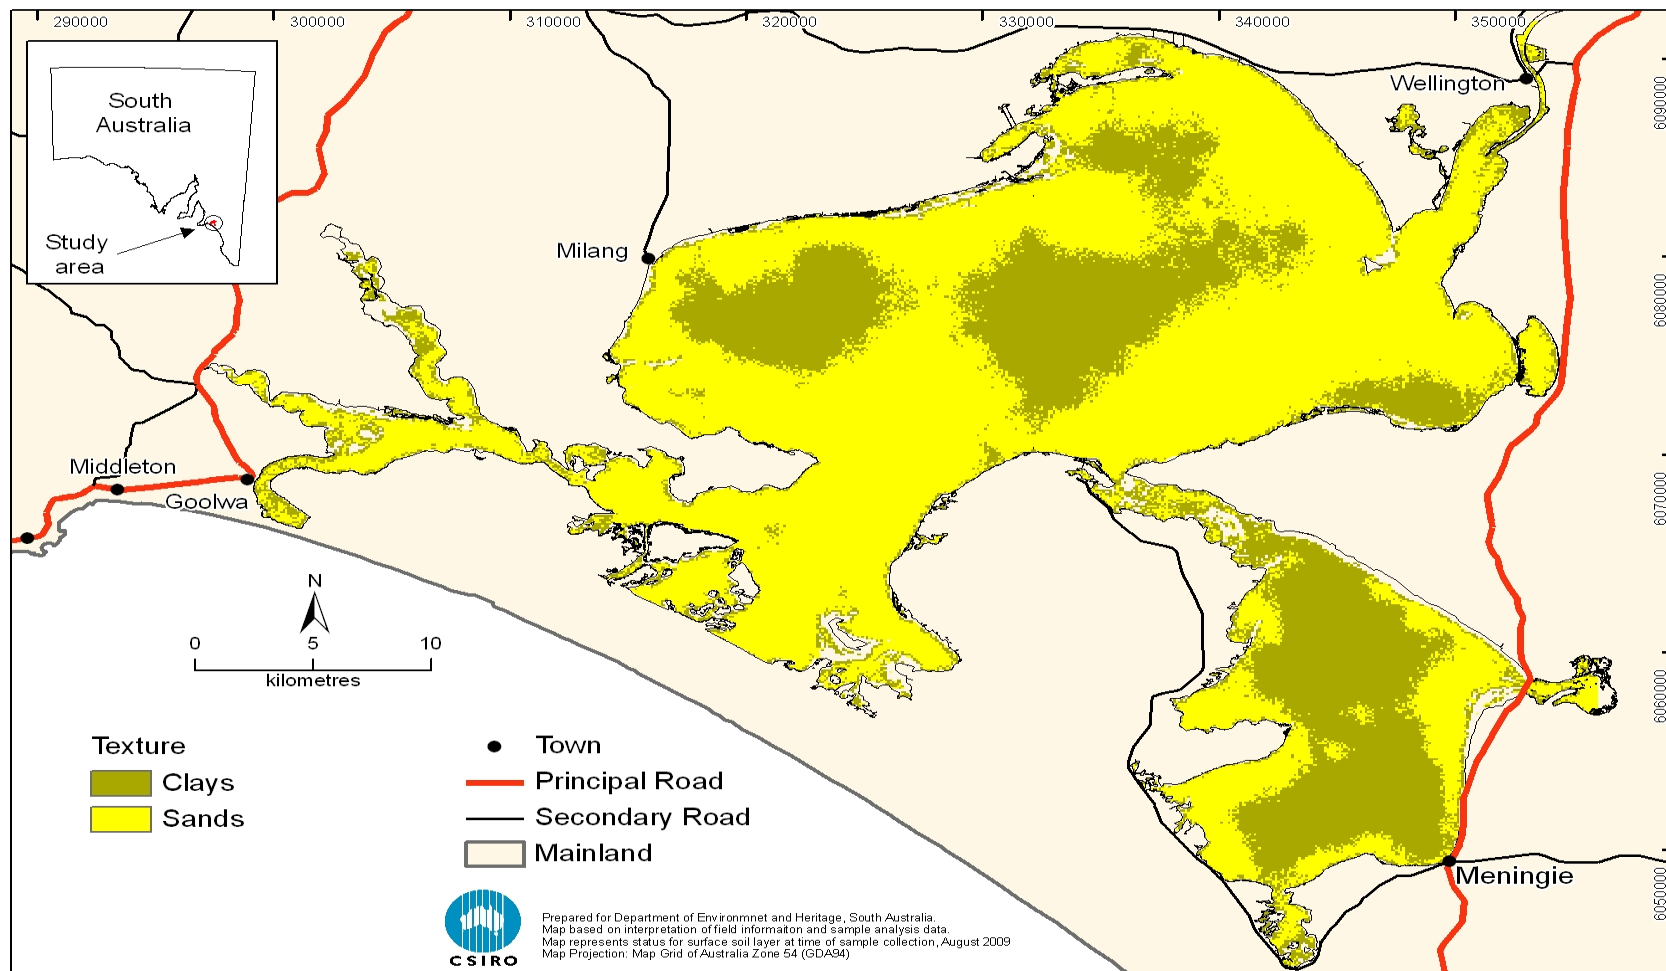 290000
300000
310000
320000
330000
340000
350000
South
Australia
Study
area
Wellington
6090000
Milang
6080000
Middleton
Goolwa
6070000
N
0
5
10
kilometres
6060000
Texture
Clays
Sands
Town
Principal Road
Secondary Road
Mainland
Meningie
6050000
CSIRO
Prepared for Department of Environmnet and Heritage, South Australia.
Map based on interpretation of field informaiton and sample analysis data.
Map represents status for surface soil layer at time of sample collection, August 2009
Map Projection: Map Grid of Australia Zone 54 (GDA94)